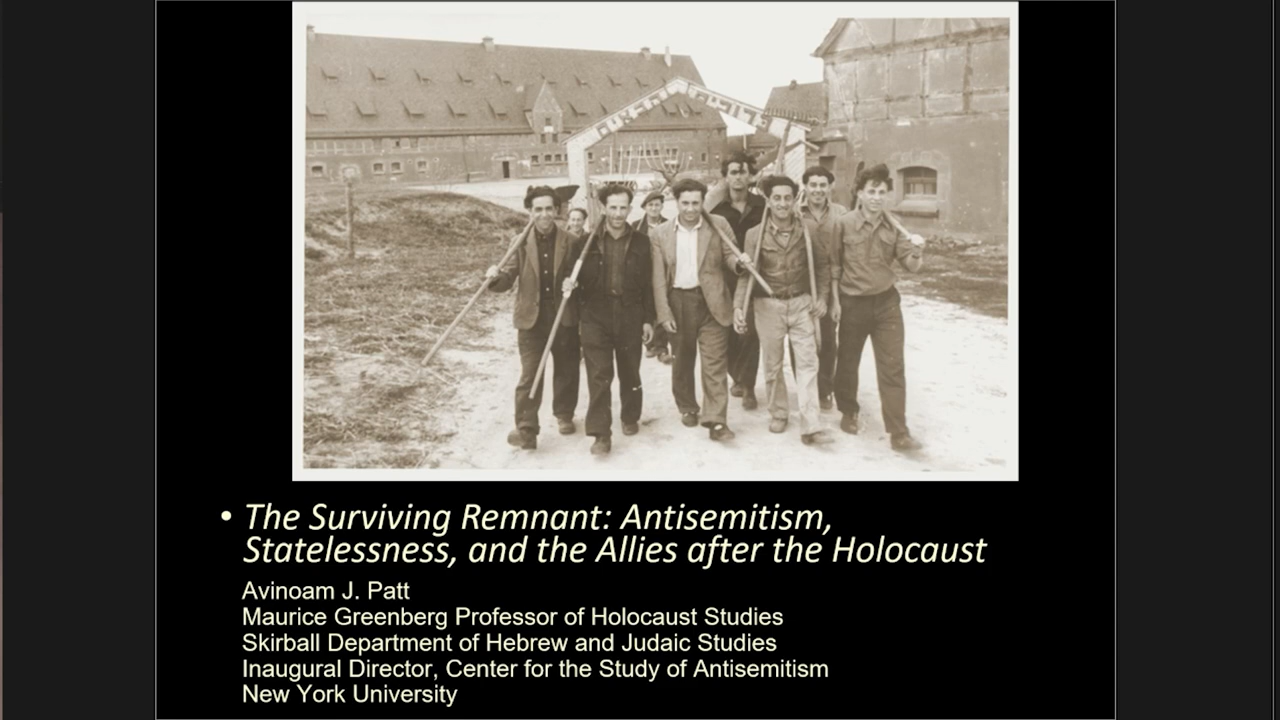 • The Surviving Remnant: Antisemitism,
Statelessness, and the Allies after the Holocaust
Avinoam J. Patt
Maurice Greenberg Professor of Holocaust Studies
Skirball Department of Hebrew and Judaic Studies
Inaugural Director, Center for the Study of Antisemitism
New York University